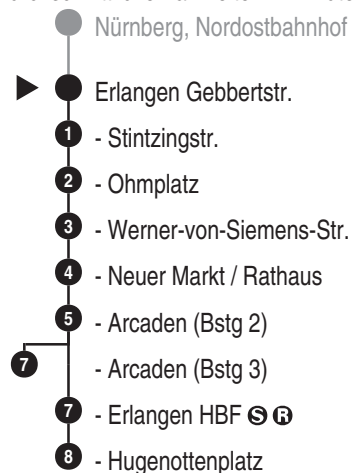 Nürnberg, Nordostbahnhof
Erlangen Gebbertstr.
1 - Stintzingstr.
2 - Ohmplatz
3 - Werner-von-Siemens-Str.
4 - Neuer Markt / Rathaus
5 - Arcaden (Bstg 2)
7 - Arcaden (Bstg 3)
7 - Erlangen HBF S R
8 - Hugenottenplatz